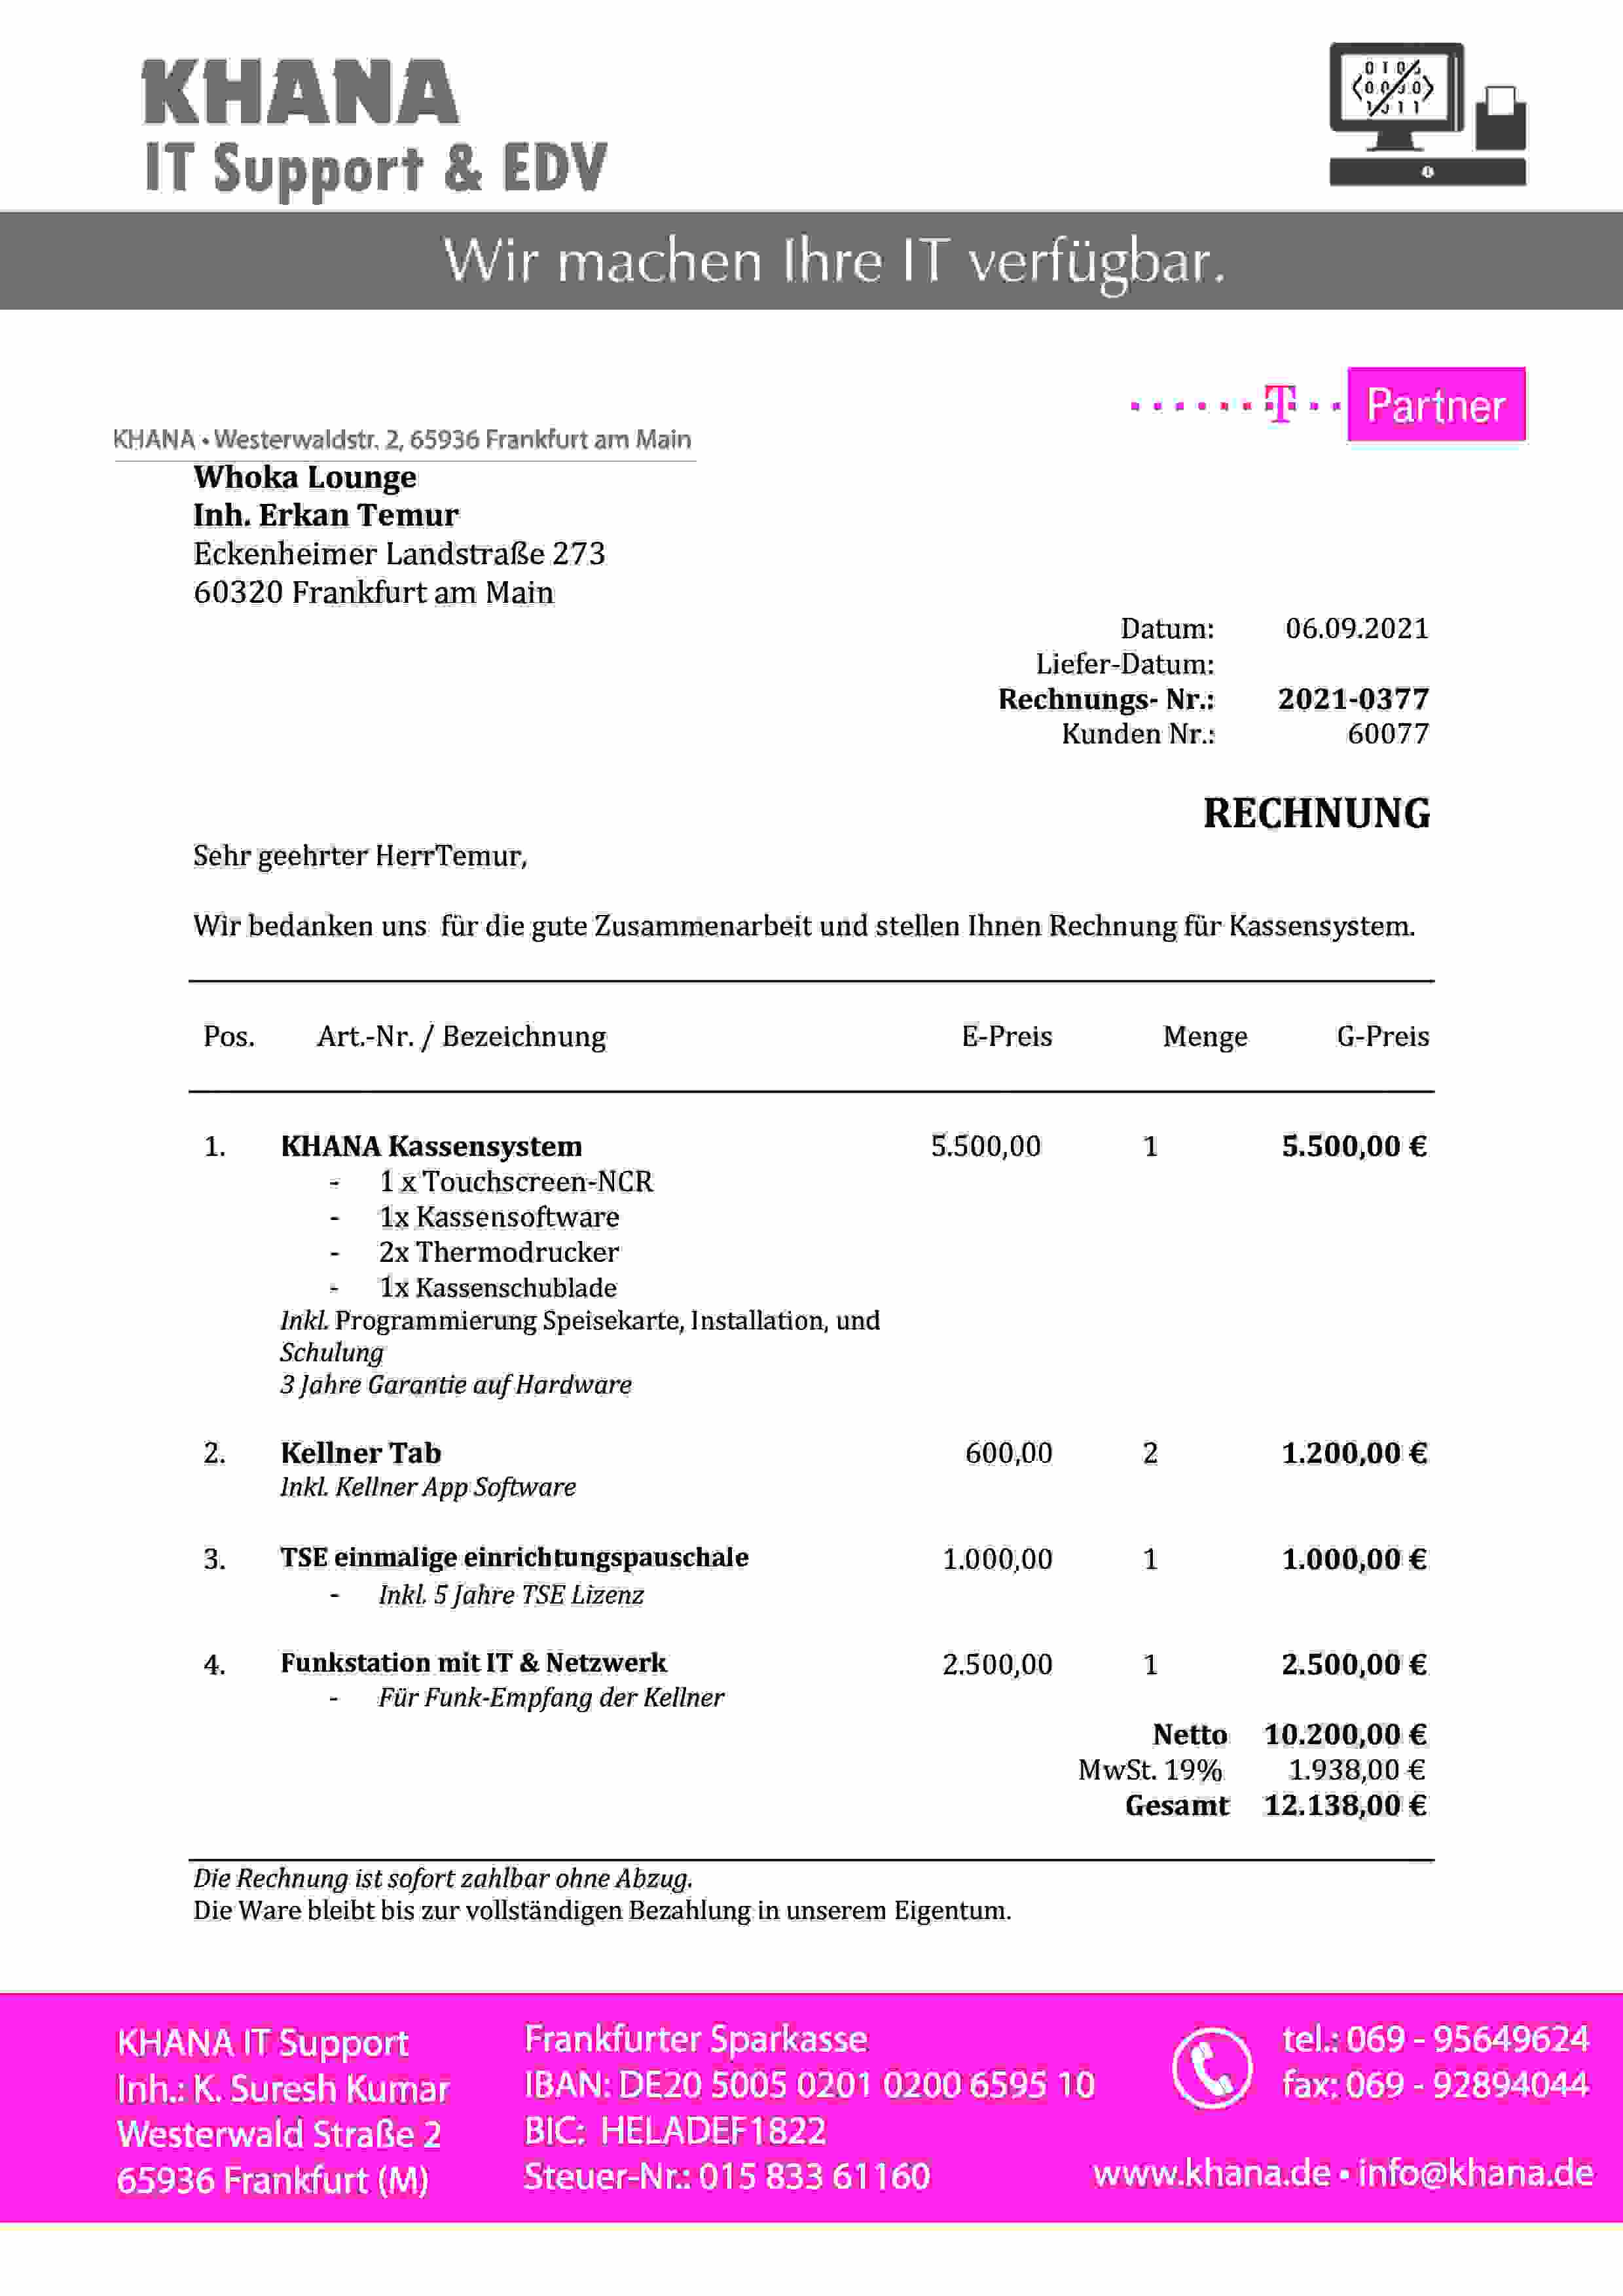 KHANA
IT Support & EDV
Wir machen Ihre IT verfügbar.
T Partner
KHANA • Westerwaldstr. 2, 65936 Frankfurt am Main
Whoka Lounge
Inh. Erkan Temur
Eckenheimer Landstraße 273
60320 Frankfurt am Main
Datum: 06.09.2021
Liefer-Datum:
Rechnungs- Nr.: 2021-0377
Kunden Nr.: 60077
RECHNUNG
Sehr geehrter HerrTemur,
Wir bedanken uns  für die gute Zusammenarbeit und stellen Ihnen Rechnung für Kassensystem.
Pos. Art.-Nr. / Bezeichnung E-Preis Menge G-Preis
1. KHANA Kassensystem 5.500,00 1 5.500,00 €
- 1 x Touchscreen-NCR
- 1x Kassensoftware
- 2x Thermodrucker
- 1x Kassenschublade
Inkl. Programmierung Speisekarte, Installation, und
Schulung
3 Jahre Garantie auf Hardware
2. Kellner Tab 600,00 2 1.200,00 €
Inkl. Kellner App Software
3. TSE einmalige einrichtungspauschale 1.000,00 1 1.000,00 €
- Inkl. 5 Jahre TSE Lizenz
4. Funkstation mit IT & Netzwerk 2.500,00 1 2.500,00 €
- Für Funk-Empfang der Kellner
Netto 10.200,00 €
MwSt. 19% 1.938,00 €
Gesamt 12.138,00 €
Die Rechnung ist sofort zahlbar ohne Abzug.
Die Ware bleibt bis zur vollständigen Bezahlung in unserem Eigentum.
KHANA IT Support
Inh.: K. Suresh Kumar
Westerwald Straße 2
65936 Frankfurt (M)
Frankfurter Sparkasse
IBAN: DE20 5005 0201 0200 6595 10
BIC: HELADEF1822
Steuer-Nr.: 015 833 61160
tel.: 069 - 95649624
fax: 069 - 92894044
www.khana.de • info@khana.de